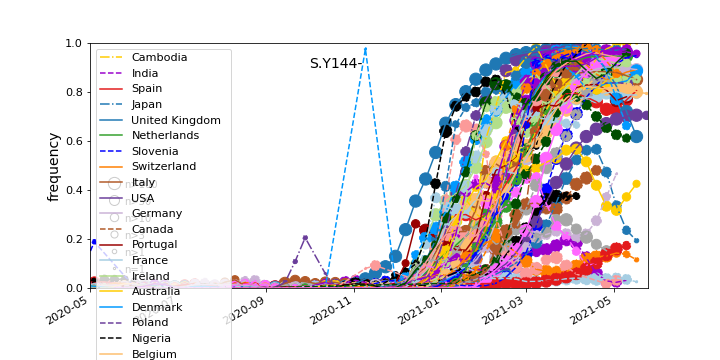 S.Y144-
frequency
1.0
0.8
0.6
0.4
0.2
0.0
Cambodia
India
Spain
Japan
United Kingdom
Netherlands
Slovenia
Switzerland
Italy
USA
Germany
Canada
Portugal
France
Ireland
Australia
Denmark
Poland
Nigeria
Belgium
2020-05
2020-09
2020-11
2021-01
2021-03
2021-05